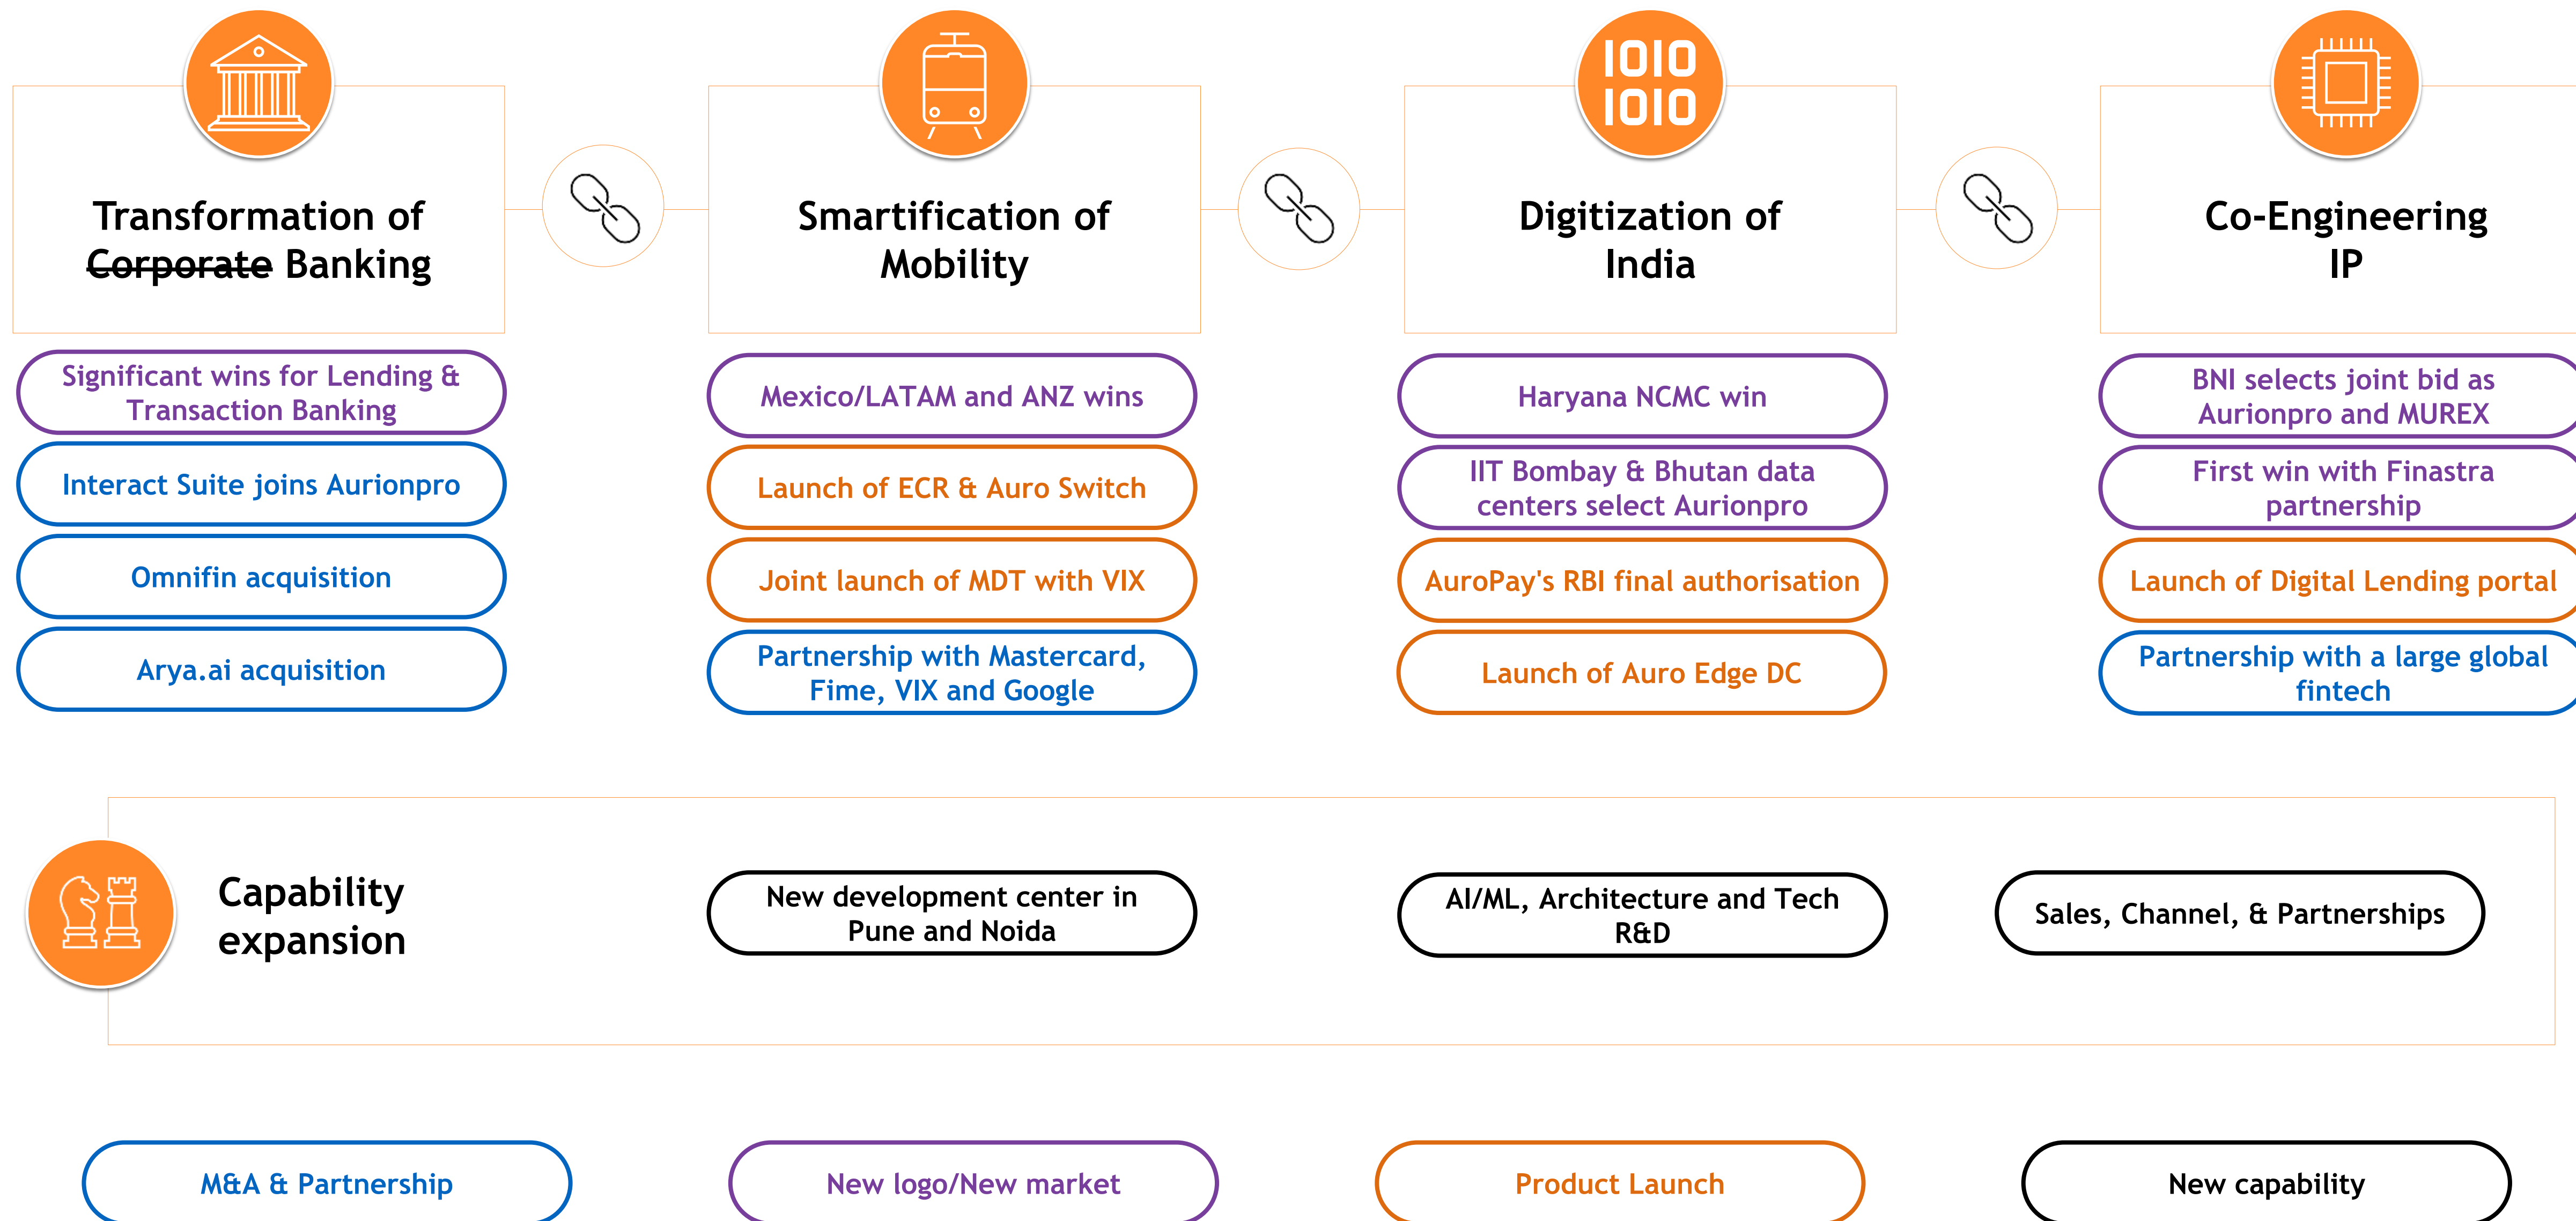 1010
1010
Transformation of
Corporate Banking
Smartification of
Mobility
Digitization of
India
Co-Engineering
IP
Significant wins for Lending &
Transaction Banking
Interact Suite joins Aurionpro
Omnifin acquisition
Arya.ai acquisition
Mexico/LATAM and ANZ wins
Launch of ECR & Auro Switch
Joint launch of MDT with VIX
Partnership with Mastercard,
Fime, VIX and Google
Haryana NCMC win
IIT Bombay & Bhutan data
centers select Aurionpro
AuroPay's RBI final authorisation
Launch of Auro Edge DC
BNI selects joint bid as
Aurionpro and MUREX
First win with Finastra
partnership
Launch of Digital Lending portal
Partnership with a large global
fintech
Capability
expansion
New development center in
Pune and Noida
AI/ML, Architecture and Tech
R&D
Sales, Channel, & Partnerships
M&A & Partnership
New logo/New market
Product Launch
New capability